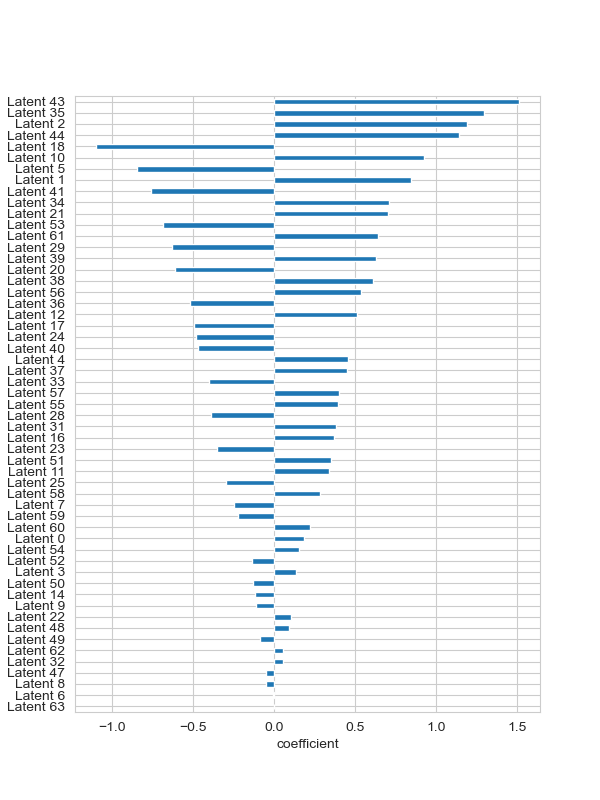 Latent 43
Latent 35
Latent 2
Latent 44
Latent 18
Latent 10
Latent 5
Latent 1
Latent 41
Latent 34
Latent 21
Latent 53
Latent 61
Latent 29
Latent 39
Latent 20
Latent 38
Latent 56
Latent 36
Latent 12
Latent 17
Latent 24
Latent 40
Latent 4
Latent 37
Latent 33
Latent 57
Latent 55
Latent 28
Latent 31
Latent 16
Latent 23
Latent 51
Latent 11
Latent 25
Latent 58
Latent 7
Latent 59
Latent 60
Latent 0
Latent 54
Latent 52
Latent 3
Latent 50
Latent 14
Latent 9
Latent 22
Latent 48
Latent 49
Latent 62
Latent 32
Latent 47
Latent 8
Latent 6
Latent 63
−1.0 −0.5 0.0 0.5 1.0 1.5
coefficient